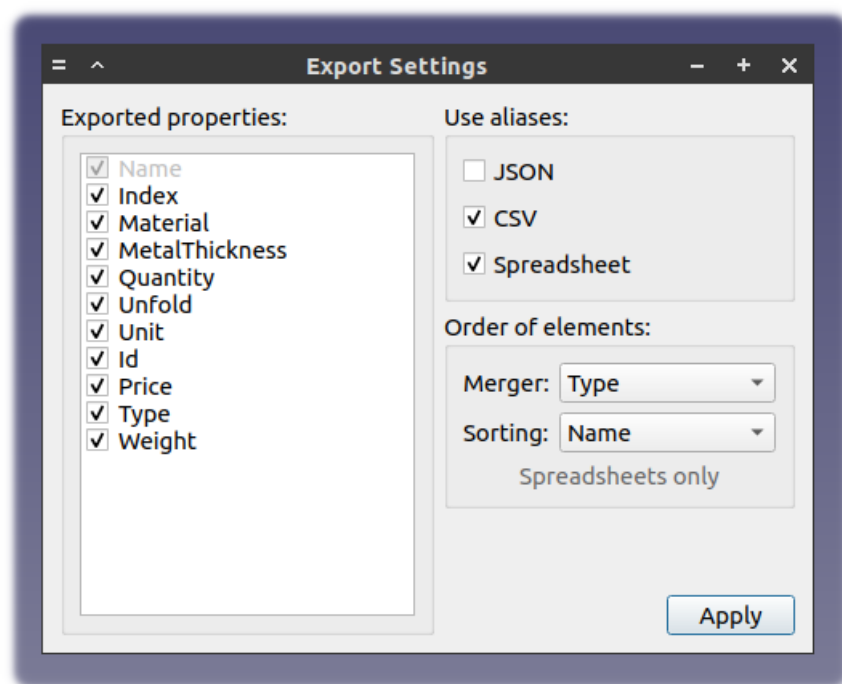 Export Settings
Exported properties:
Name
Index
Material
MetalThickness
Quantity
Unfold
Unit
Id
Price
Type
Weight
Use aliases:
JSON
CSV
Spreadsheet
Order of elements:
Merger: Type
Sorting: Name
Spreadsheets only
Apply